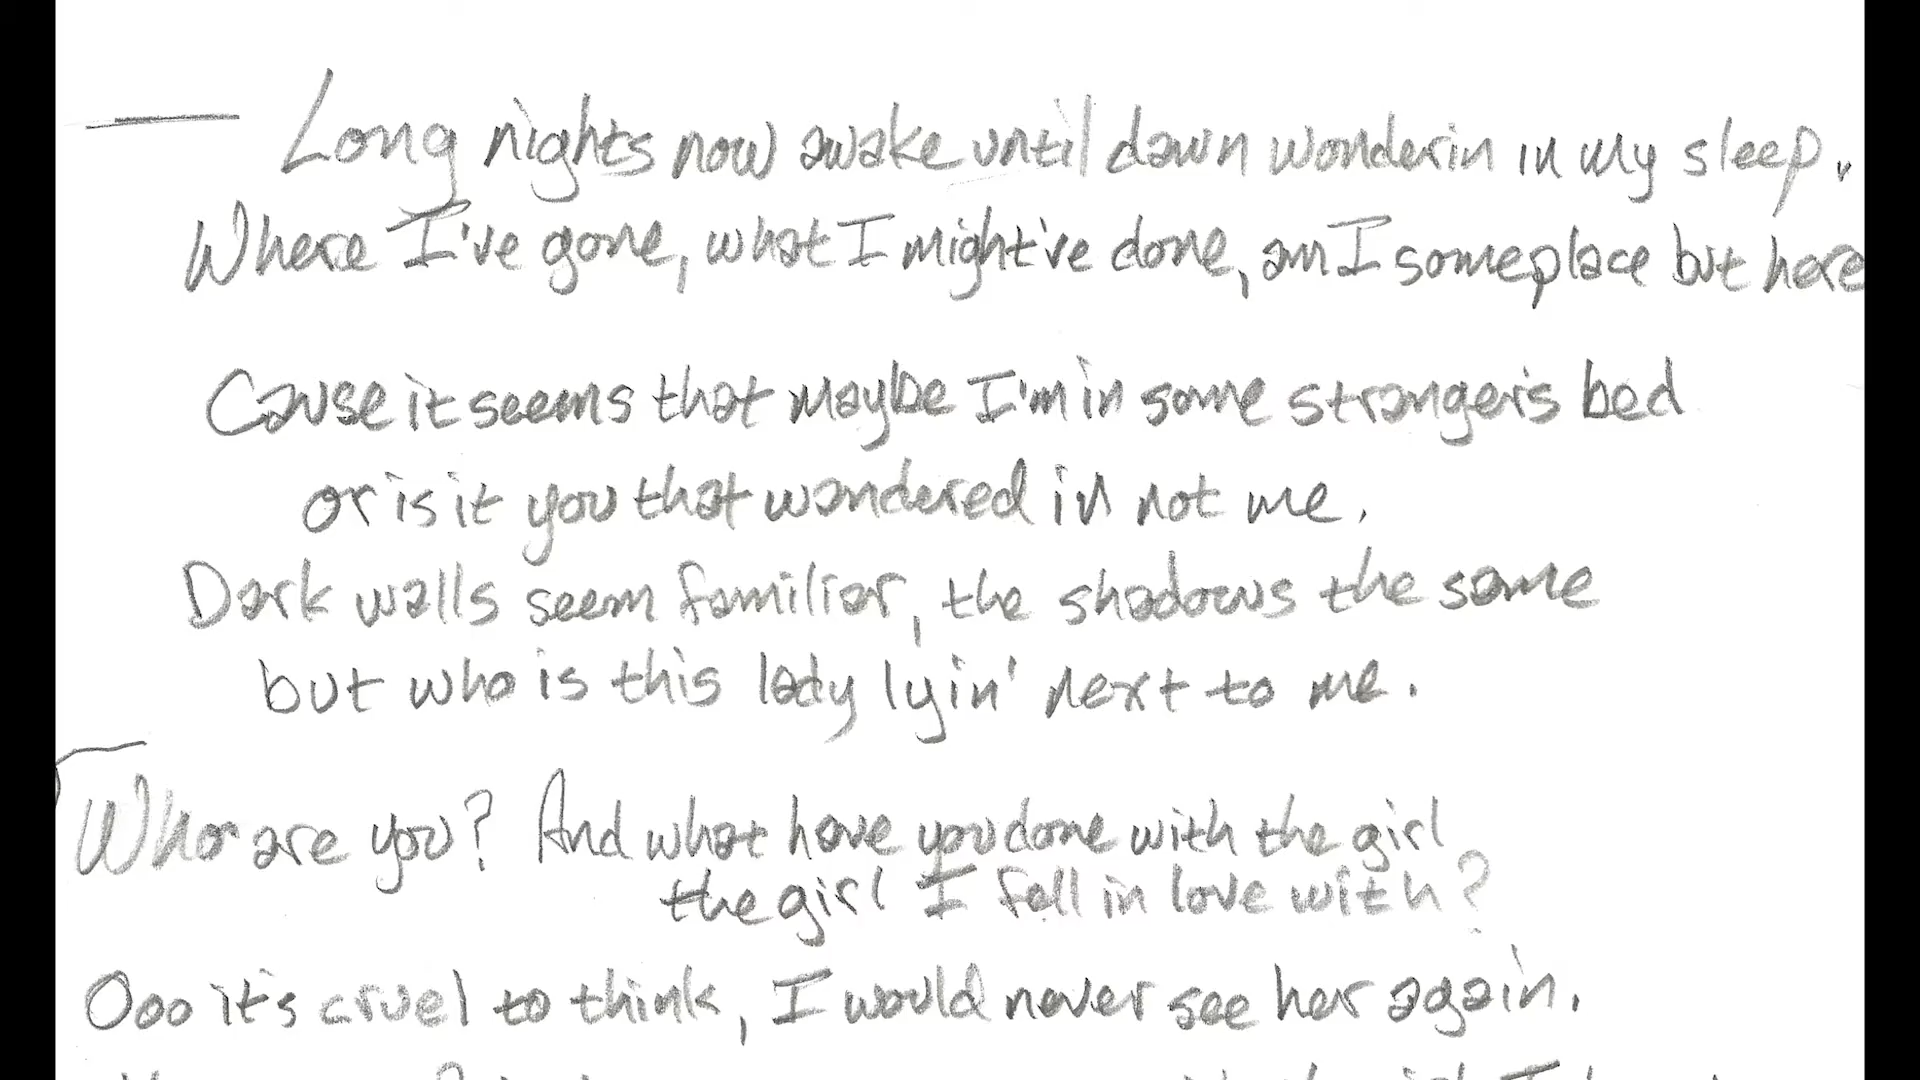 Long nights now awake until dawn wonderin in my sleep.
Where I've gone, what I might've done, am I someplace but here
Cause it seems that maybe I'm in some stranger's bed
or is it you that wandered in not me.
Dark walls seem familiar, the shadows the same
but who is this lady lyin' next to me.
Who are you? And what have you done with the girl
the girl I fell in love with?
Ooo it's cruel to think, I would never see her again.